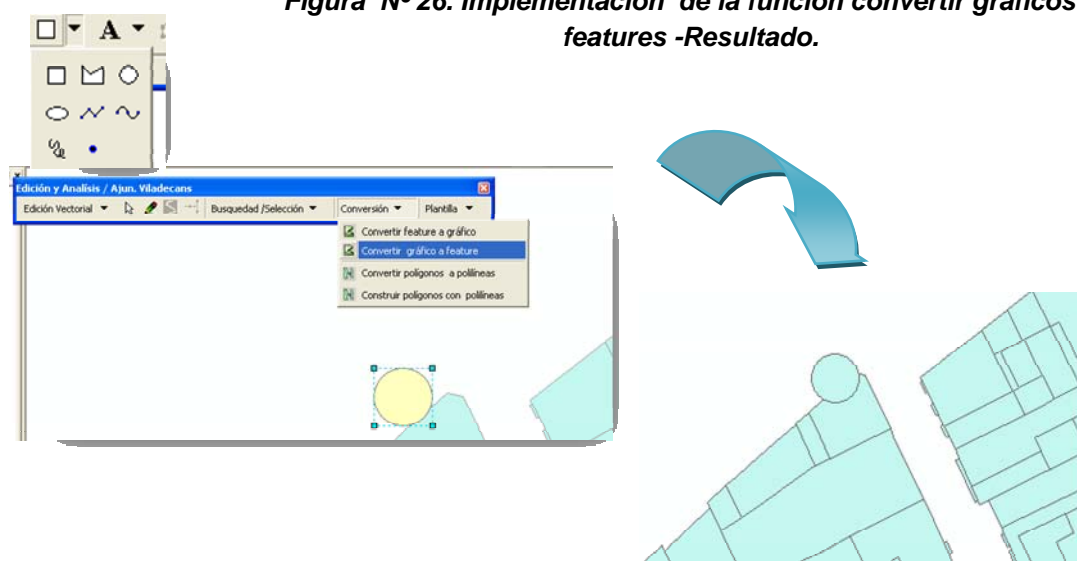 Figura Nº 26. Implementación de la función convertir gráficos
features -Resultado.
A
Edición y Analísis / Ajun. Viladecans
Edición Vectorial
Busquedad /Selección
Conversión
Plantilla
Convertir feature a gráfico
Convertir gráfico a feature
Convertir polígonos a polilíneas
Construir polígonos con polilíneas